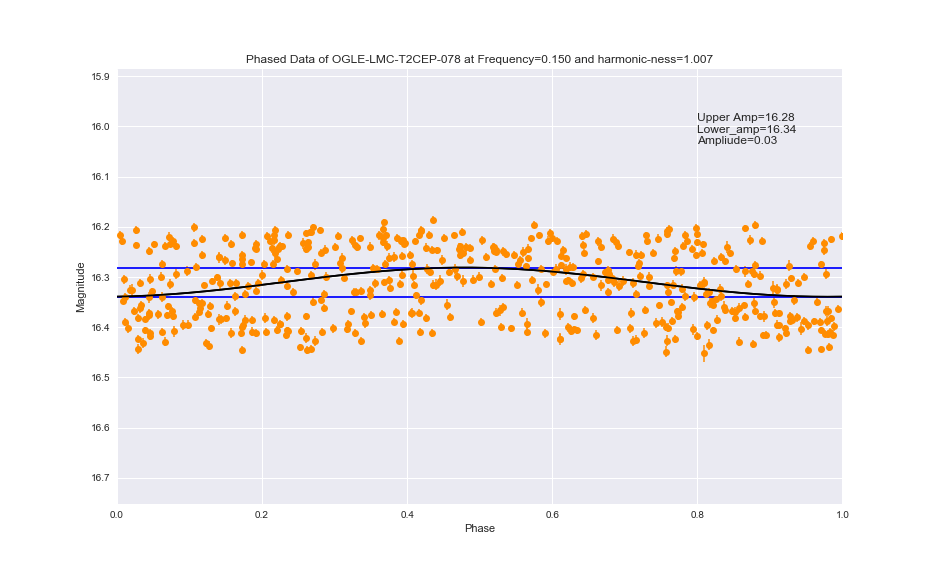 Phased Data of OGLE-LMC-T2CEP-078 at Frequency=0.150 and harmonic-ness=1.007
15.9
16.0
16.1
16.2
16.3
16.4
16.5
16.6
16.7
Magnitude
Upper Amp=16.28
Lower_amp=16.34
Ampliude=0.03
0.0 0.2 0.4 0.6 0.8 1.0
Phase